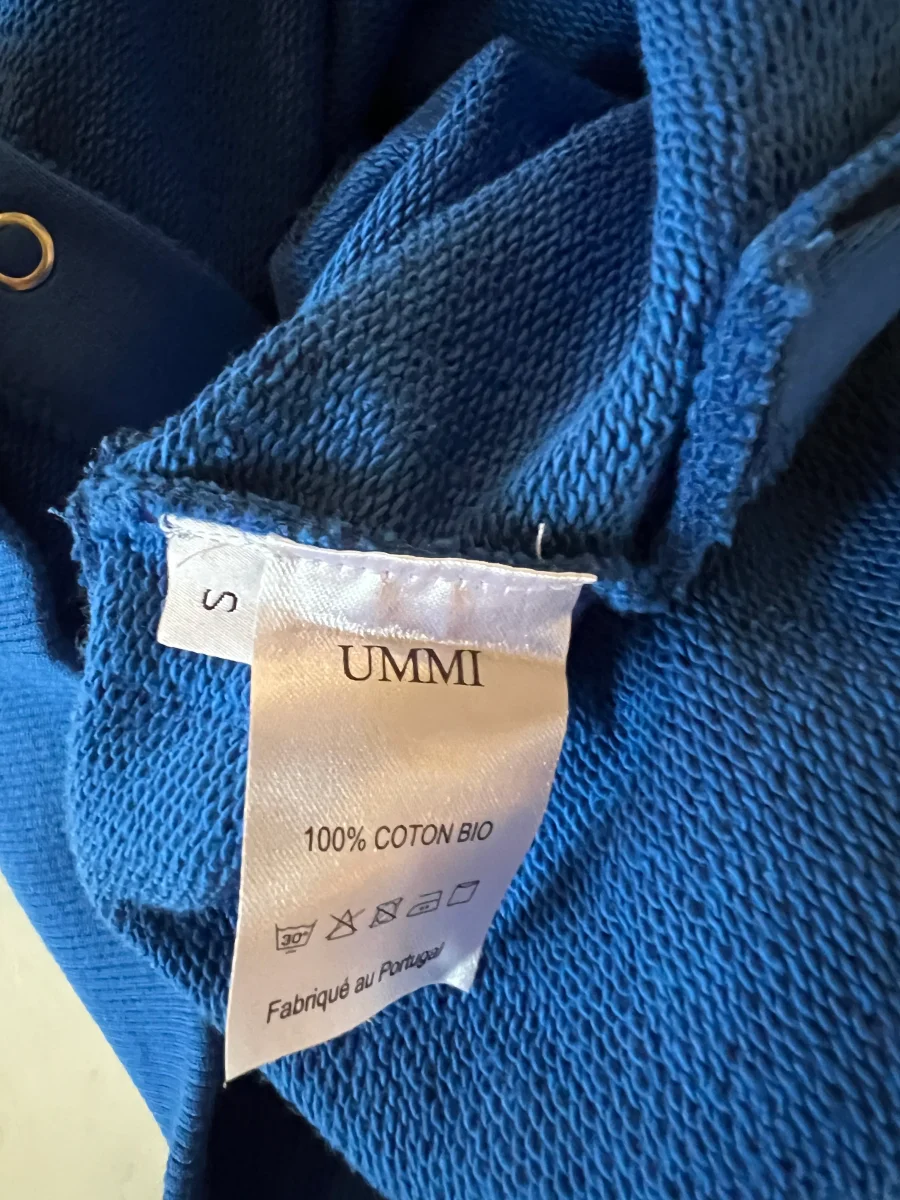 S
UMMI
100% COTON BIO
30°
Fabriqué au Portugal